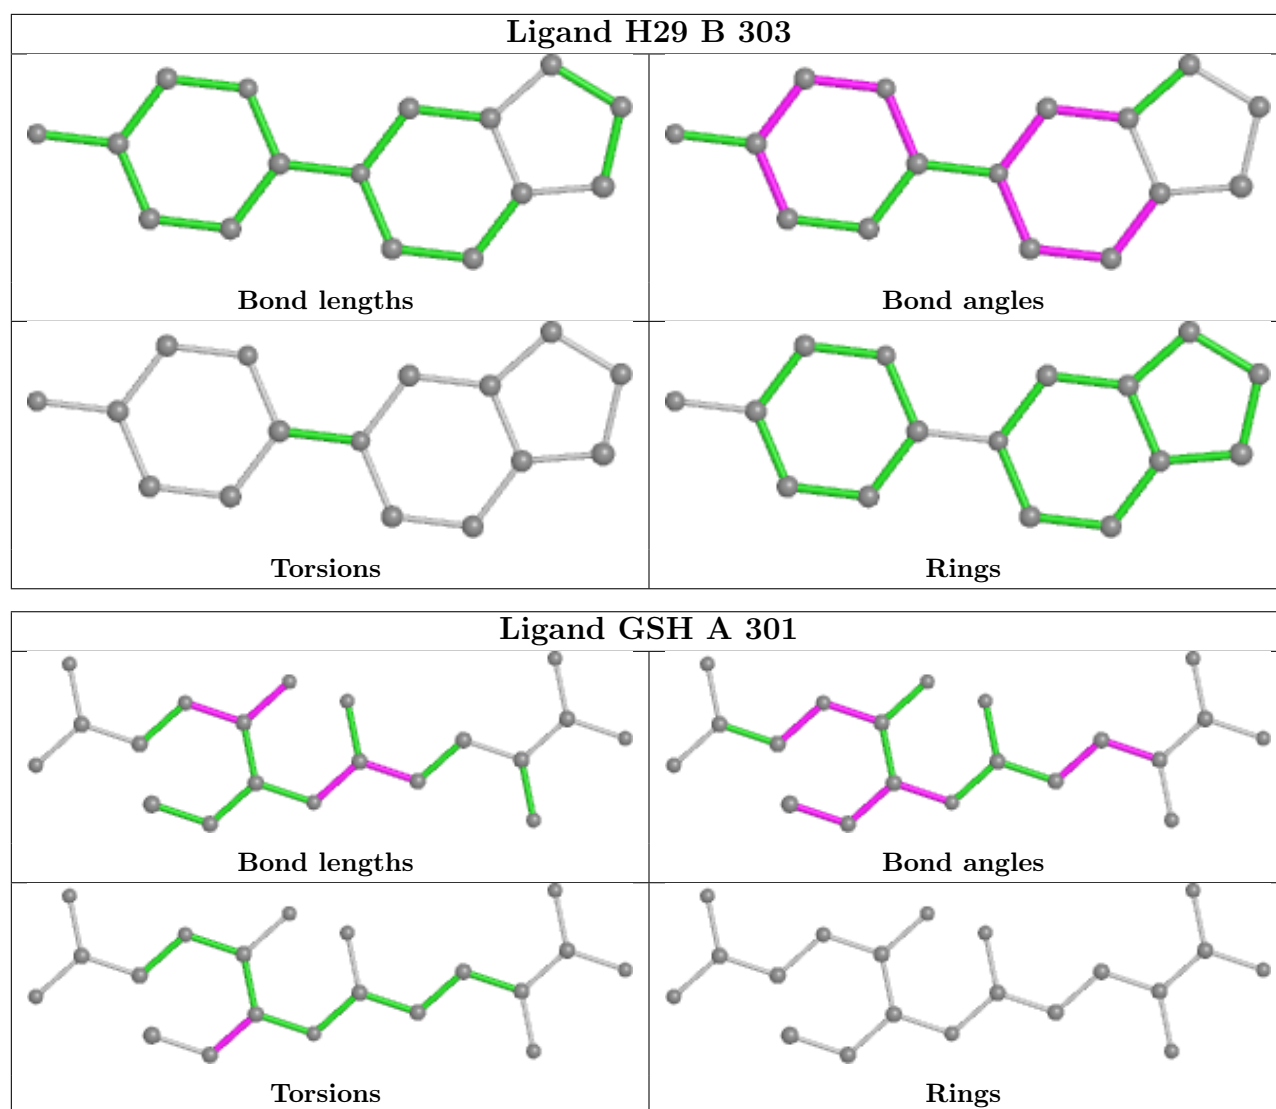 Ligand H29 B 303
Bond lengths
Bond angles
Torsions
Rings
Ligand GSH A 301
Bond lengths
Bond angles
Torsions
Rings